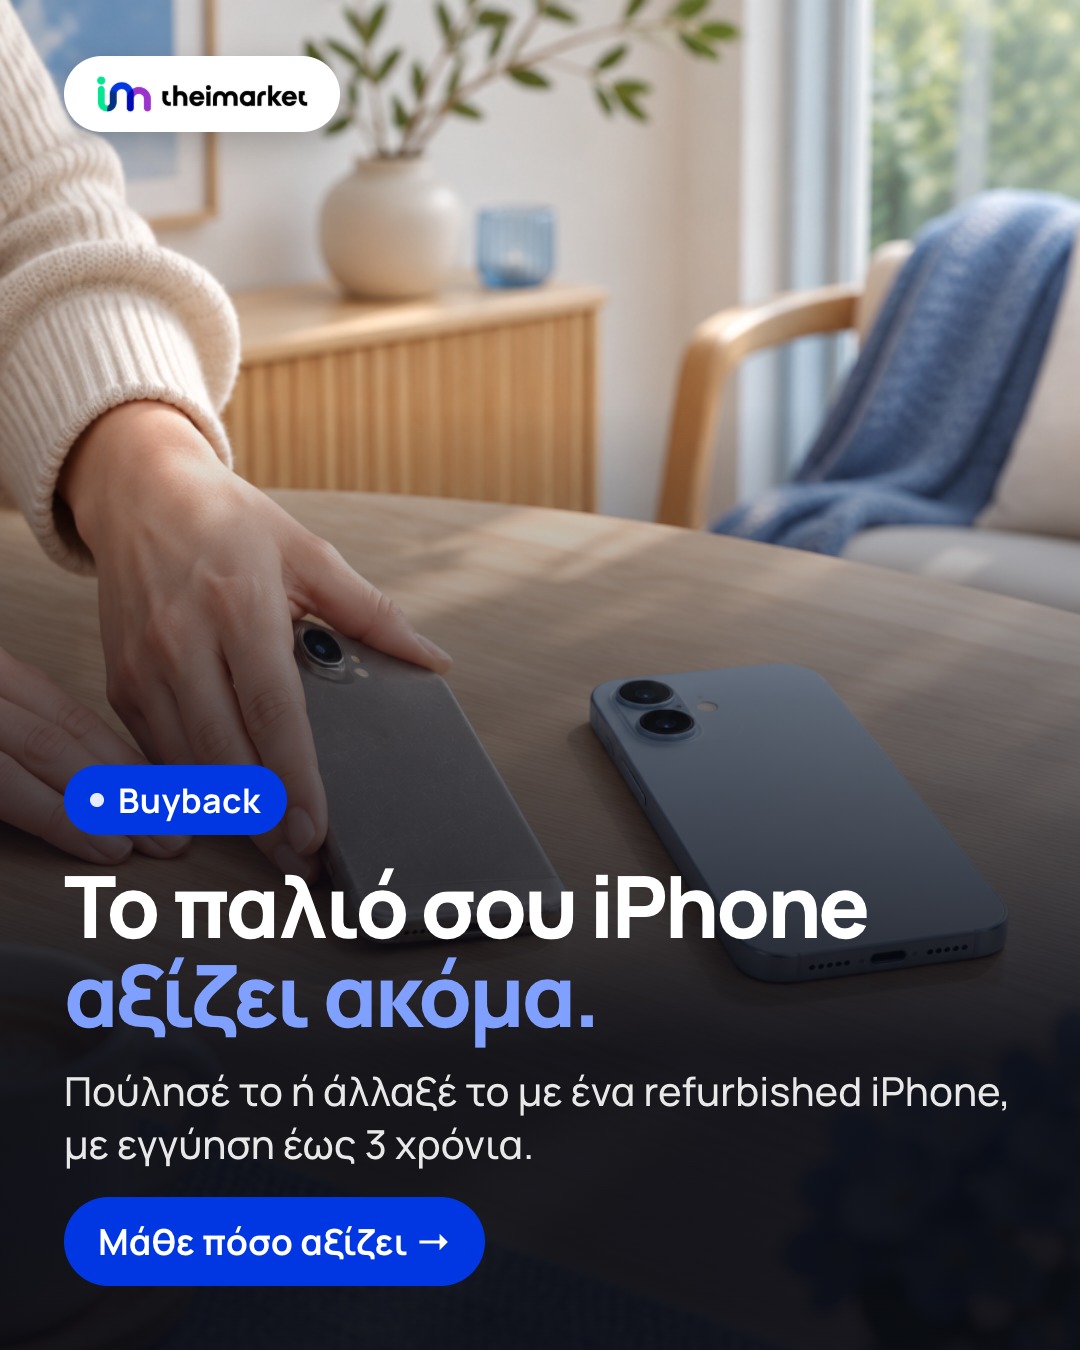 theimarket
Buyback
Το παλιό σου iPhone
αξίζει ακόμα.
Πούλησέ το ή άλλαξέ το με ένα refurbished iPhone,
με εγγύηση έως 3 χρόνια.
Μάθε πόσο αξίζει →